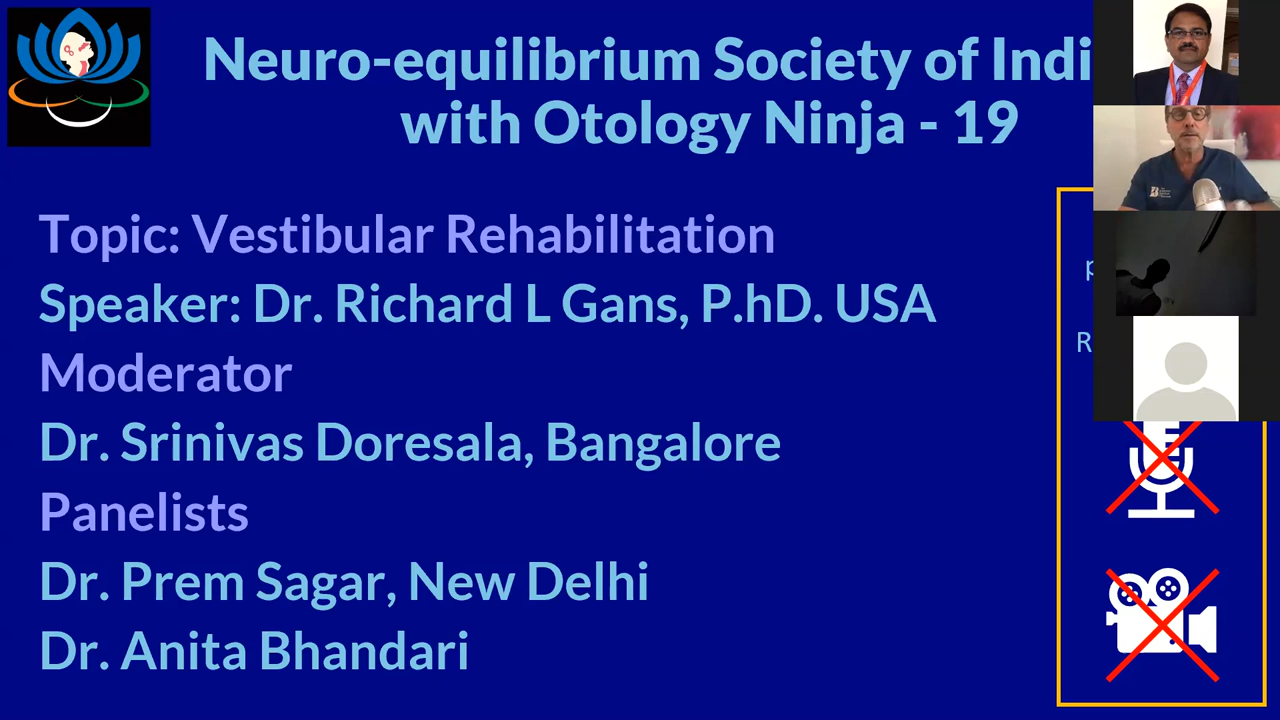 Neuro-equilibrium Society of Indi
with Otology Ninja - 19
Topic: Vestibular Rehabilitation
Speaker: Dr. Richard L Gans, P.hD. USA
Moderator
Dr. Srinivas Doresala, Bangalore
Panelists
Dr. Prem Sagar, New Delhi
Dr. Anita Bhandari
p
R